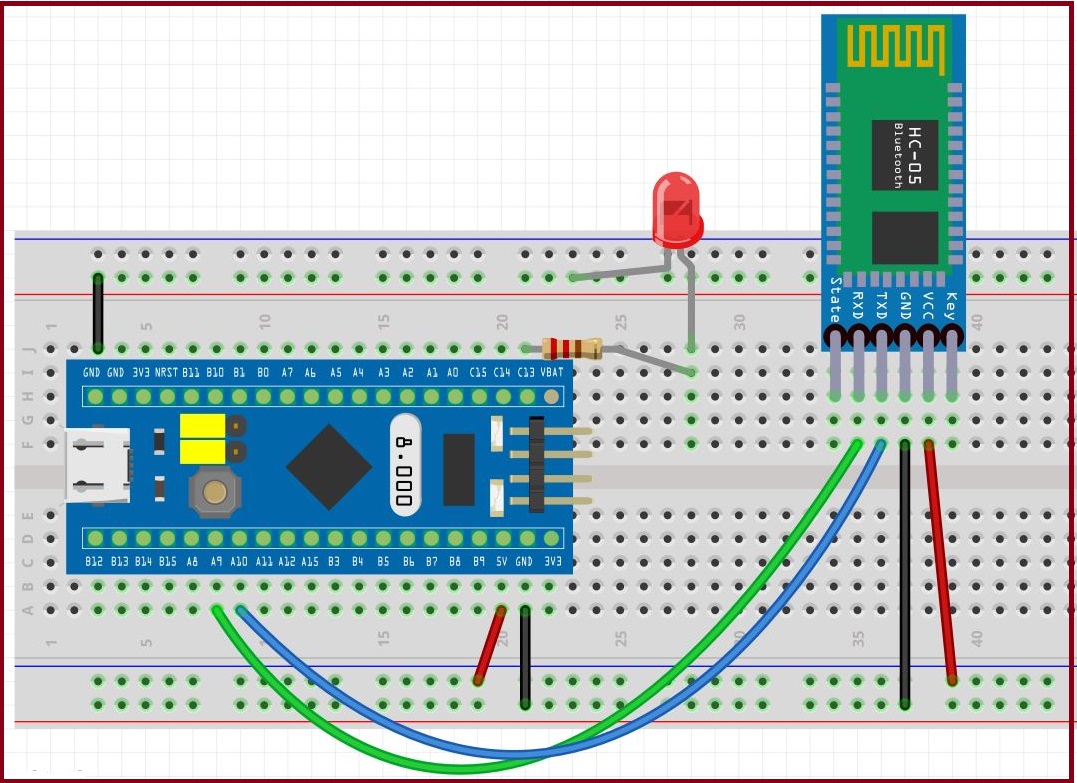 HC-05
Bluetooth
State RXD TXD GND VCC Key
1 5 10 15 20 25 30 40
J
I
H
G
F
GND GND 3V3 NRST B11 B10 B1 B0 A7 A6 A5 A4 A3 A2 A1 A0 C15 C14 C13 VBAT
8.000
E
D
C
B
A
B12 B13 B14 B15 A8 A9 A10 A11 A12 A15 B3 B4 B5 B6 B7 B8 B9 5V GND 3V3
1 5 15 20 25 30 35 40